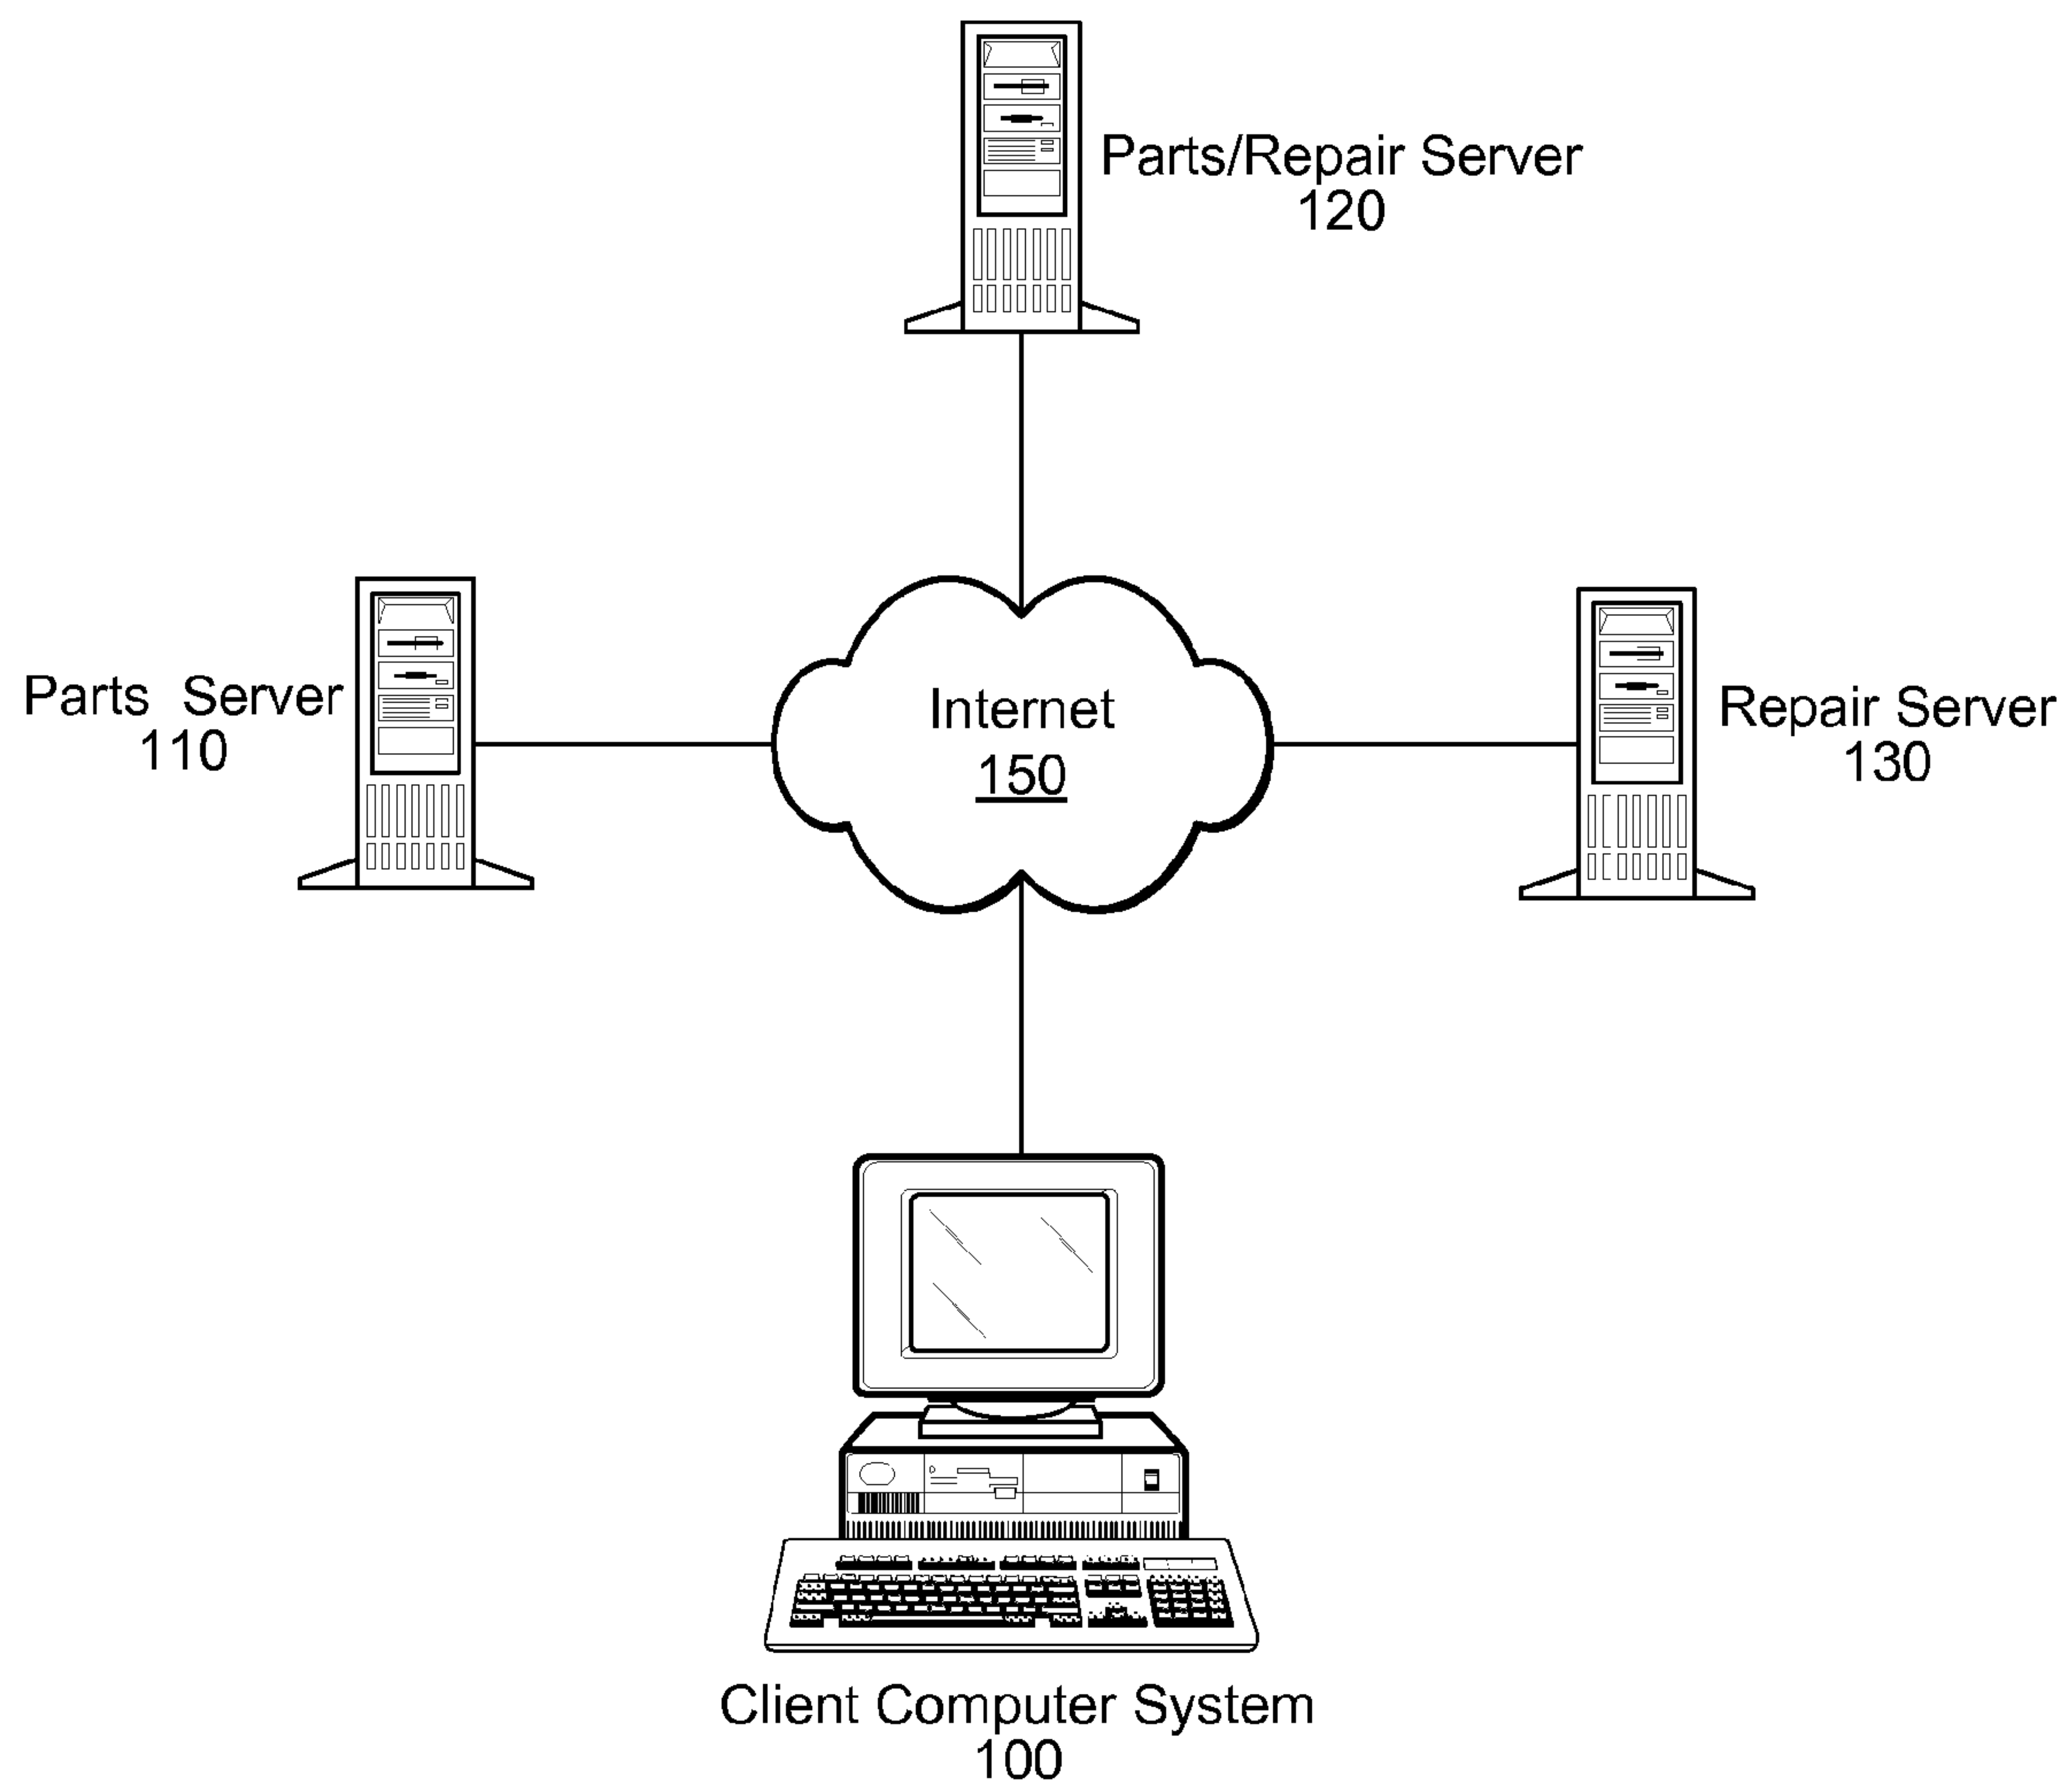 Parts/Repair Server
120
Parts Server
110
Internet
150
Repair Server
130
Client Computer System
100